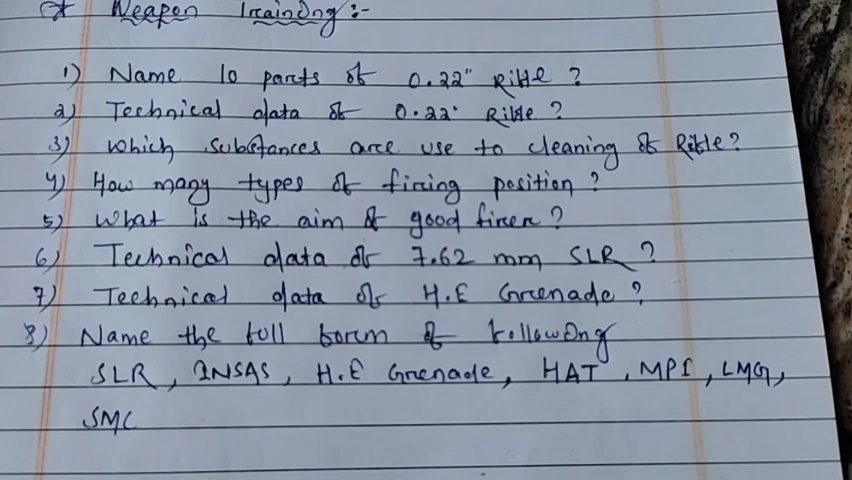 * Weapon Training :-
1) Name 10 parts of 0.22" Rifle ?
2) Technical data of 0.22" Rifle ?
3) Which substances are use to cleaning of Rifle?
4) How many types of firing position ?
5) What is the aim of good firer ?
6) Technical data of 7.62 mm SLR ?
7) Technical data of H.E Grenade ?
8) Name the full form of following
SLR, INSAS, H.E Grenade, HAT, MPI, LMG,
SMC